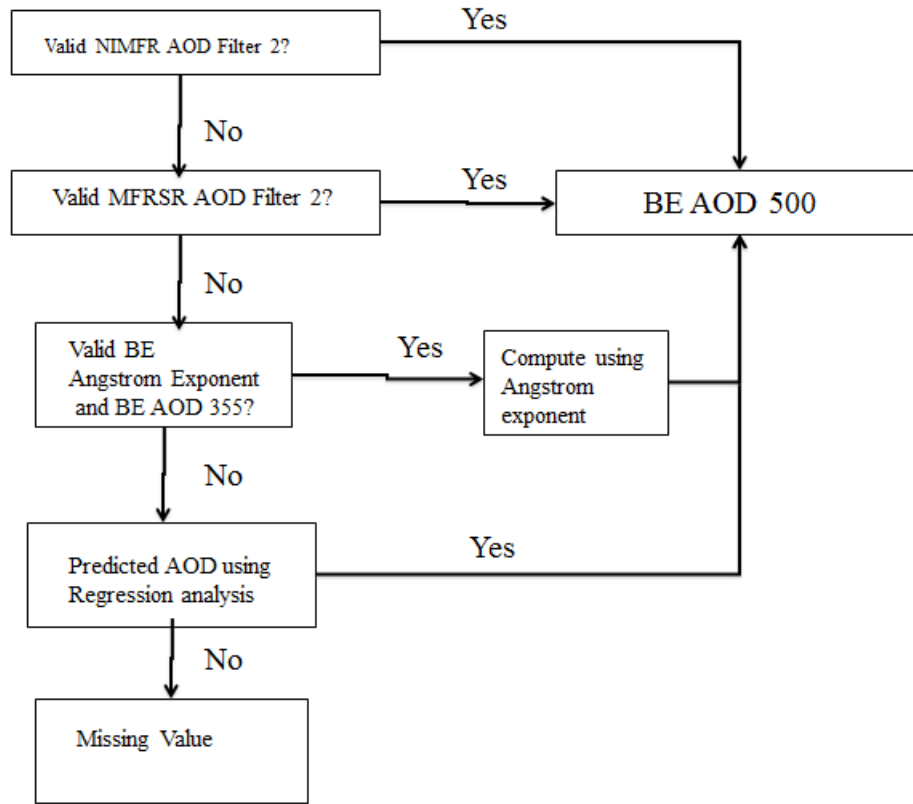 Valid NIMFR AOD Filter 2?
Yes
No
Valid MFRSR AOD Filter 2?
Yes
BE AOD 500
No
Valid BE
Angstrom Exponent
and BE AOD 355?
Yes
Compute using
Angstrom
exponent
No
Predicted AOD using
Regression analysis
Yes
No
Missing Value